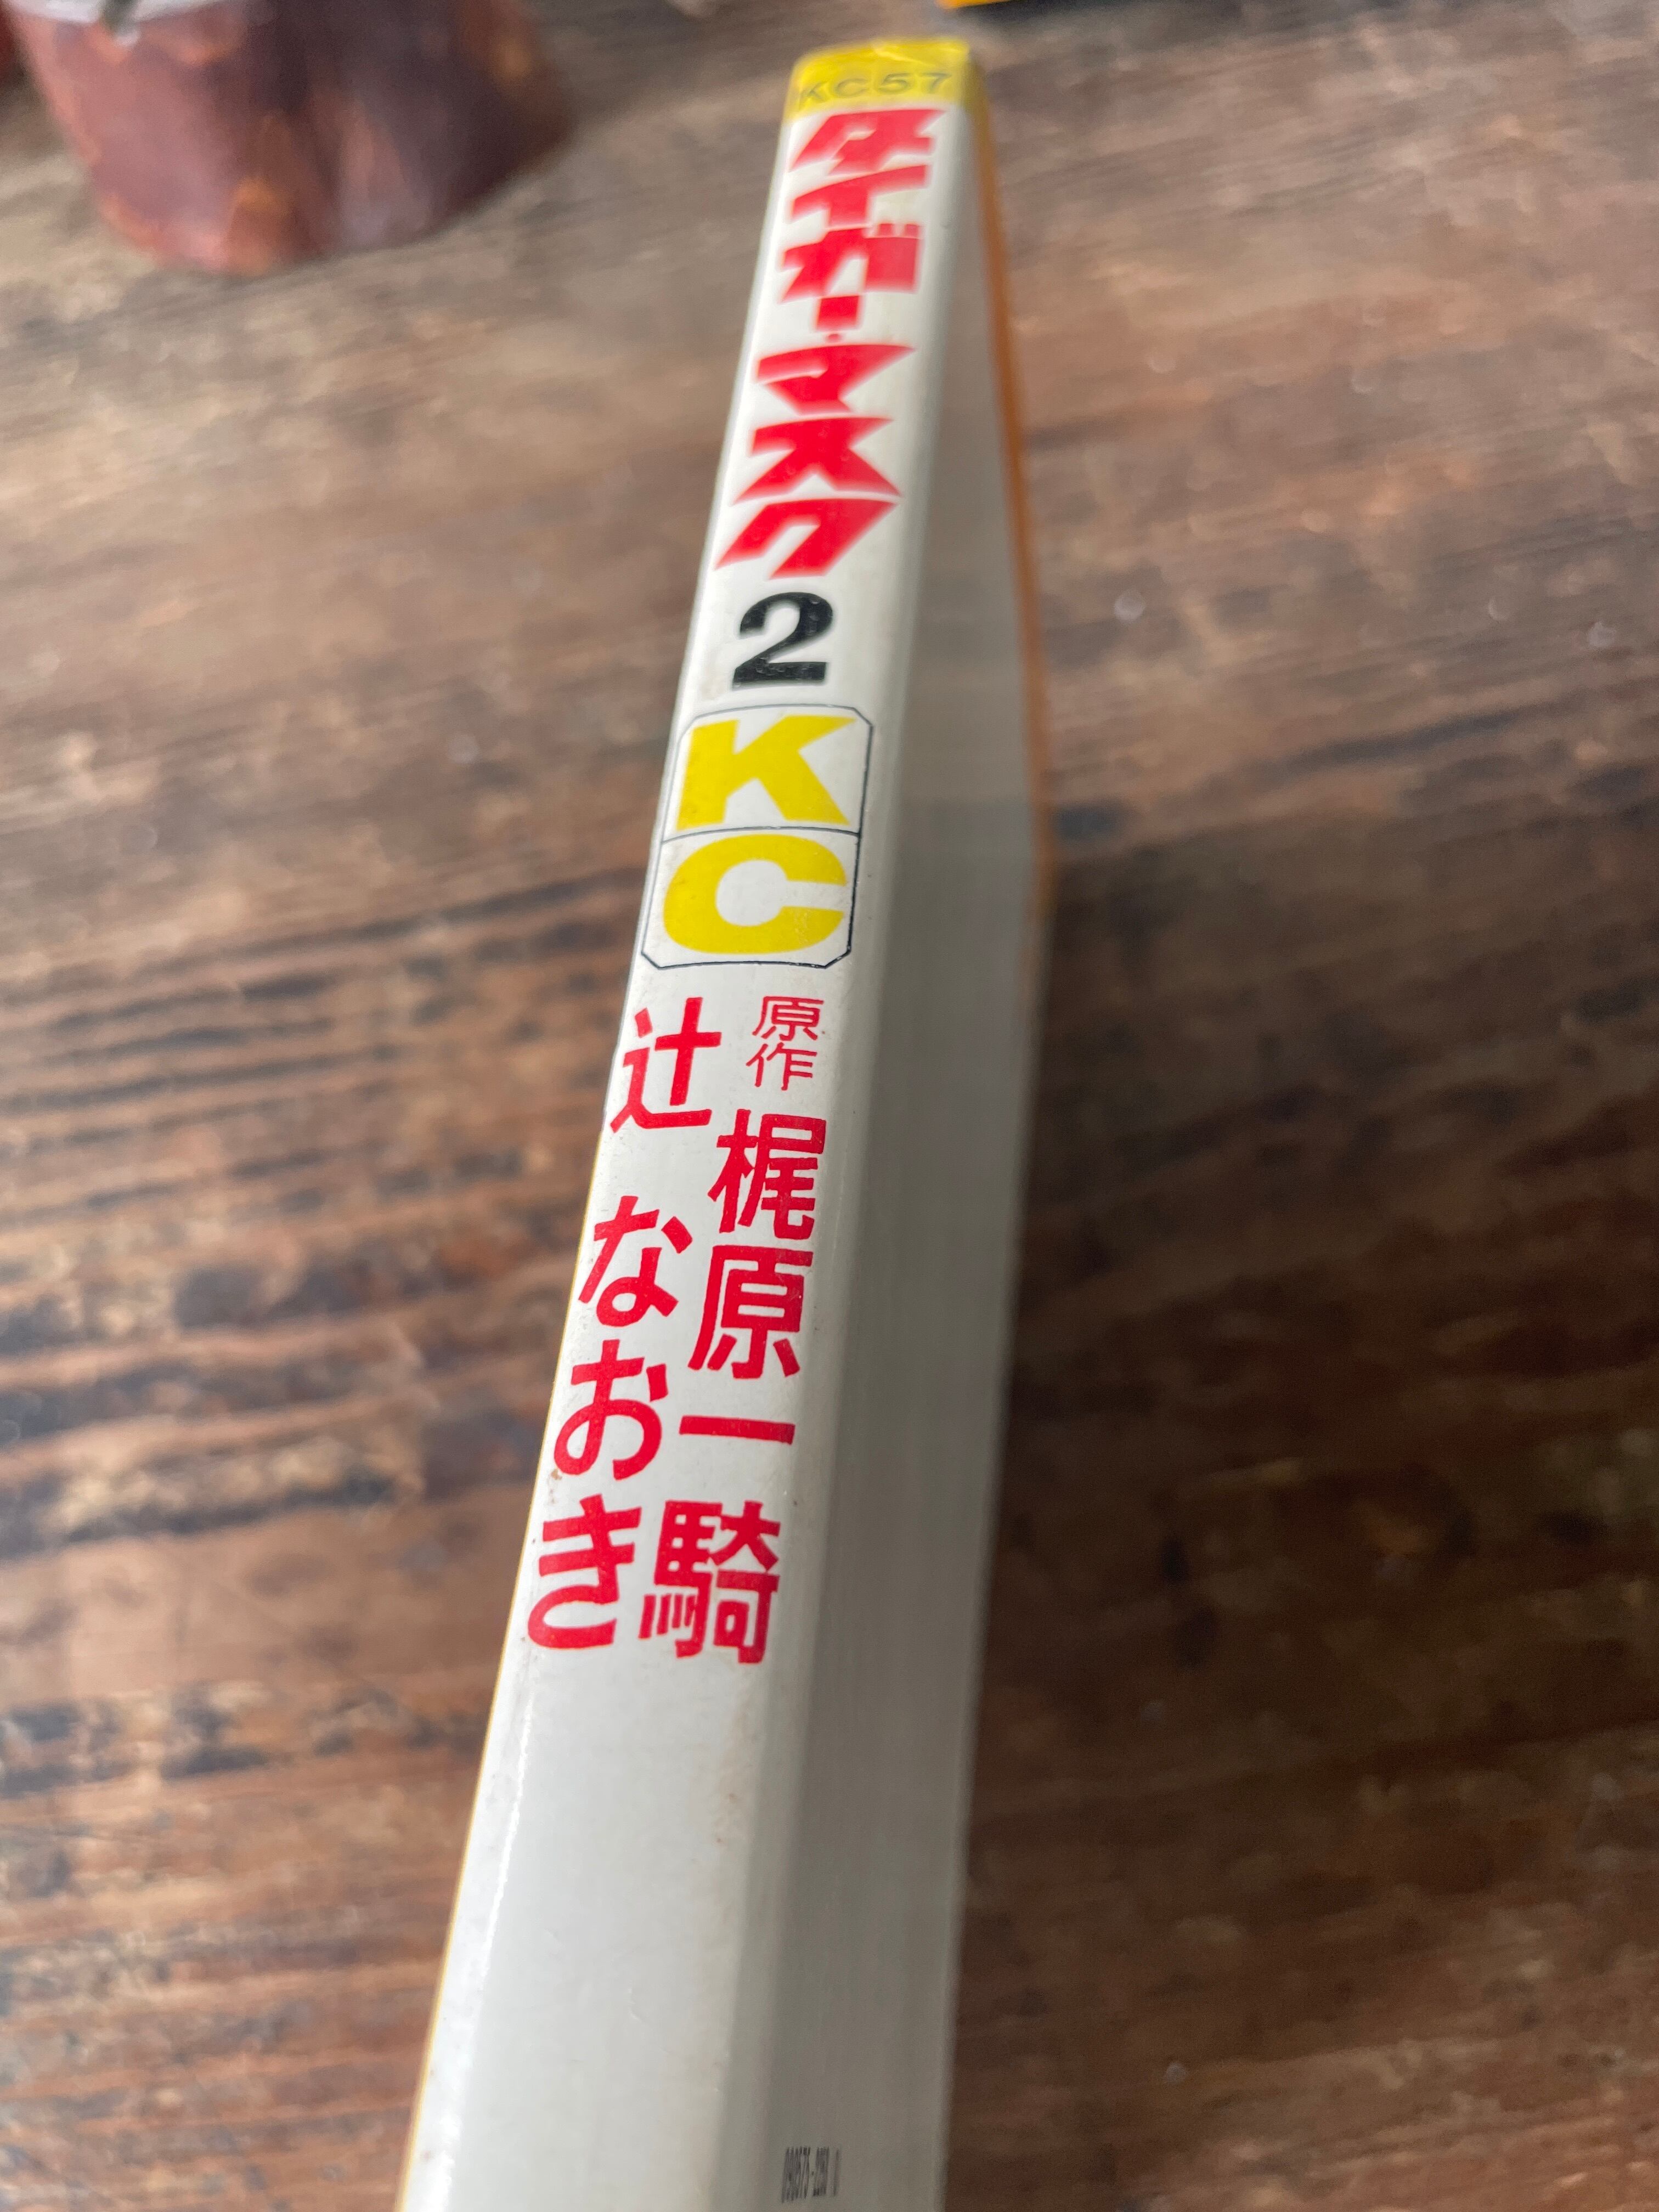 KC57
タイガーマスク
2
KC
原作 梶原一騎
辻 なおき